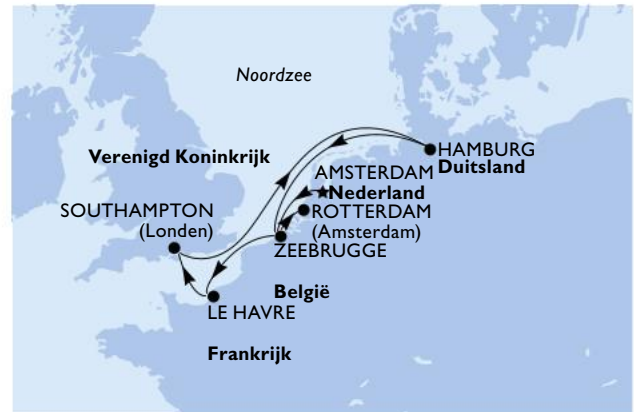 Noordzee
HAMBURG
Duitsland
Verenigd Koninkrijk
AMSTERDAM
Nederland
SOUTHAMPTON
(Londen)
ROTTERDAM
(Amsterdam)
ZEEBRUGGE
België
LE HAVRE
Frankrijk